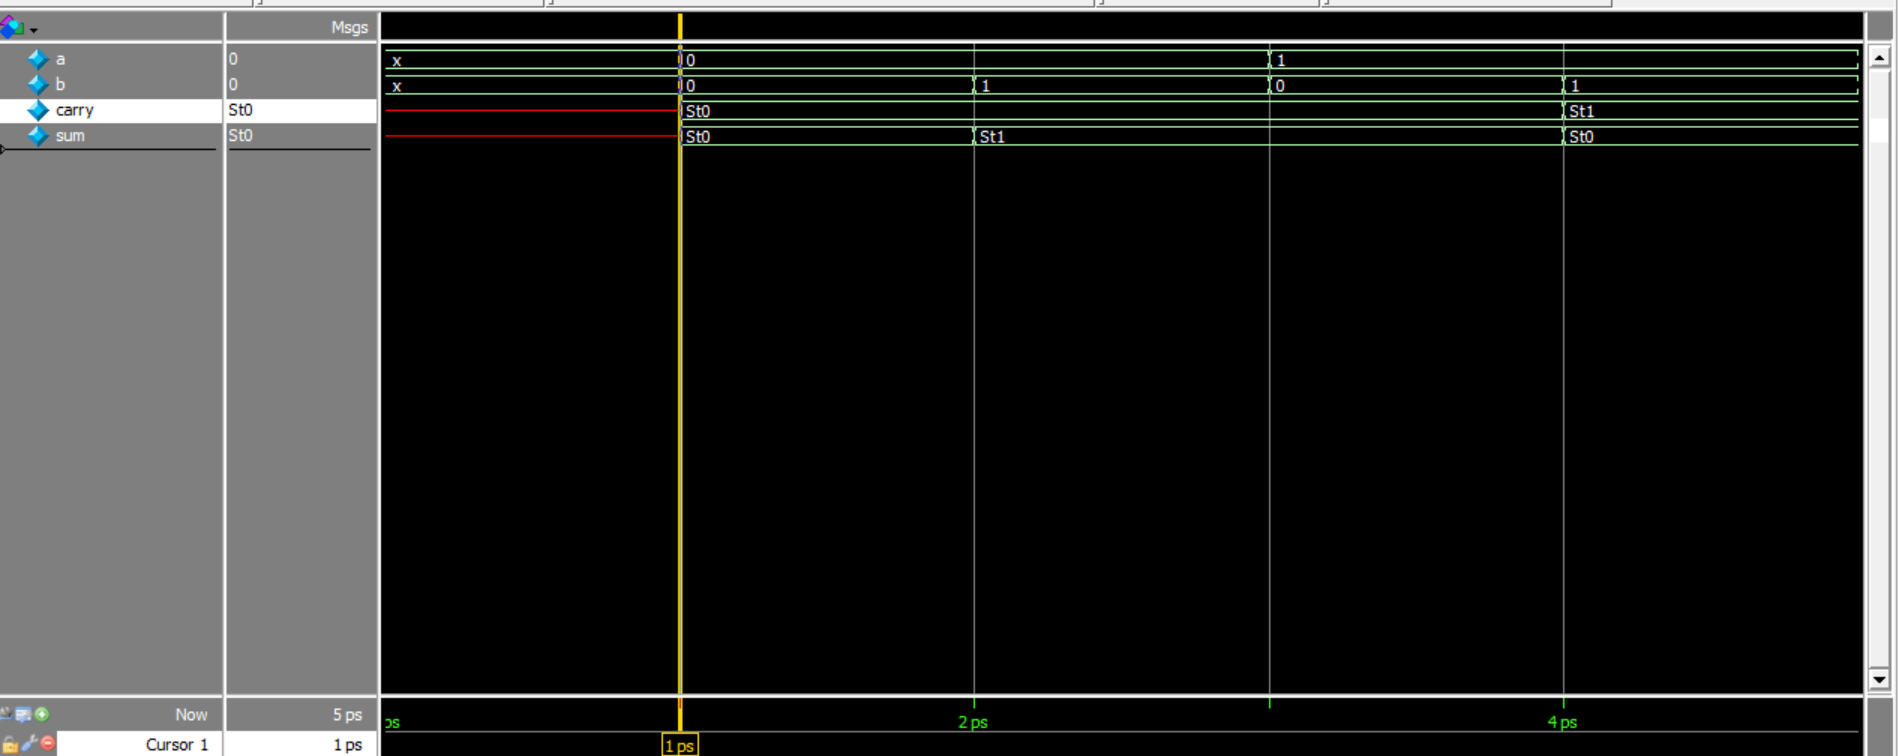 Msgs
a 0 x 0 1
b 0 x 0 1 0 1
carry St0 St0 St1
sum St0 St0 St1 St0
Now 5 ps ps 2 ps 4 ps
Cursor 1 1 ps 1 ps